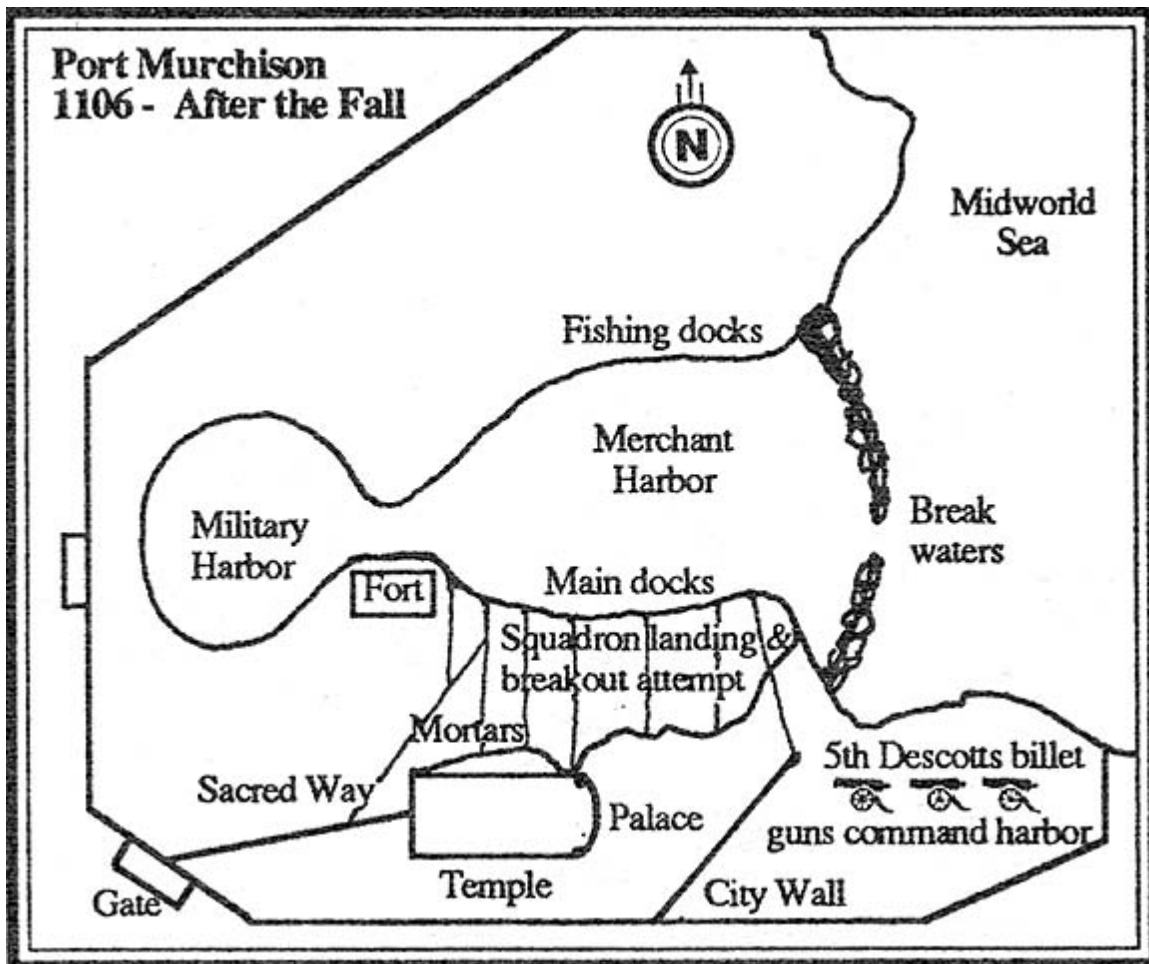 Port Murchison
1106 - After the Fall
N
Midworld
Sea
Fishing docks
Merchant
Harbor
Military
Harbor
Break
waters
Fort
Main docks
Squadron landing &
breakout attempt
Mortars
5th Descotts billet
guns command harbor
Sacred Way
Palace
Temple
City Wall
Gate